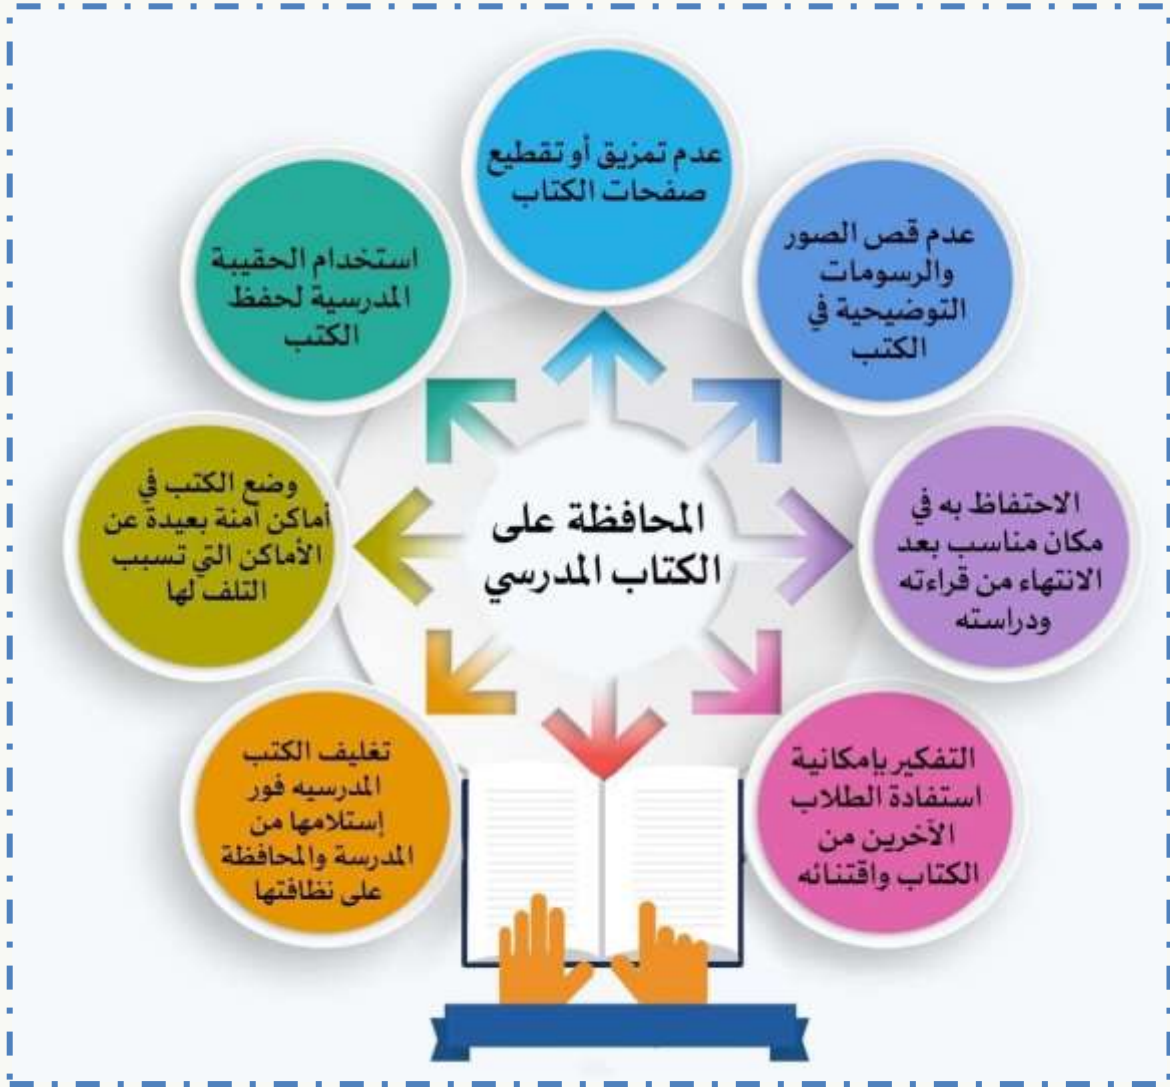 المحافظة على
الكتاب المدرسي
عدم تمزيق أو تقطيع
صفحات الكتاب
عدم قص الصور
والرسومات
التوضيحية في
الكتب
الاحتفاظ به في
مكان مناسب بعد
الانتهاء من قراءته
ودراسته
التفكير بإمكانية
استفادة الطلاب
الآخرين من
الكتاب واقتنائه
تغليف الكتب
المدرسيه فور
إستلامها من
المدرسة والمحافظة
على نظافتها
وضع الكتب في
أماكن آمنة بعيدة عن
الأماكن التي تسبب
التلف لها
استخدام الحقيبة
المدرسية لحفظ
الكتب